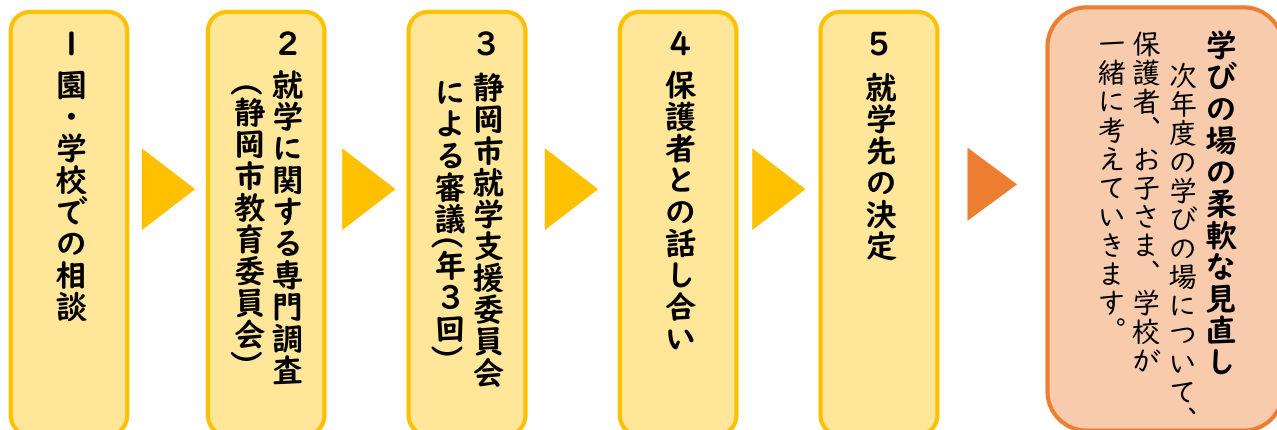 1 園・学校での相談
2 就学に関する専門調査
(静岡市教育委員会)
3 静岡市就学支援委員会
による審議(年3回)
4 保護者との話し合い
5 就学先の決定
学びの場の柔軟な見直し
次年度の学びの場について、
保護者、お子さま、学校が
一緒に考えていきます。